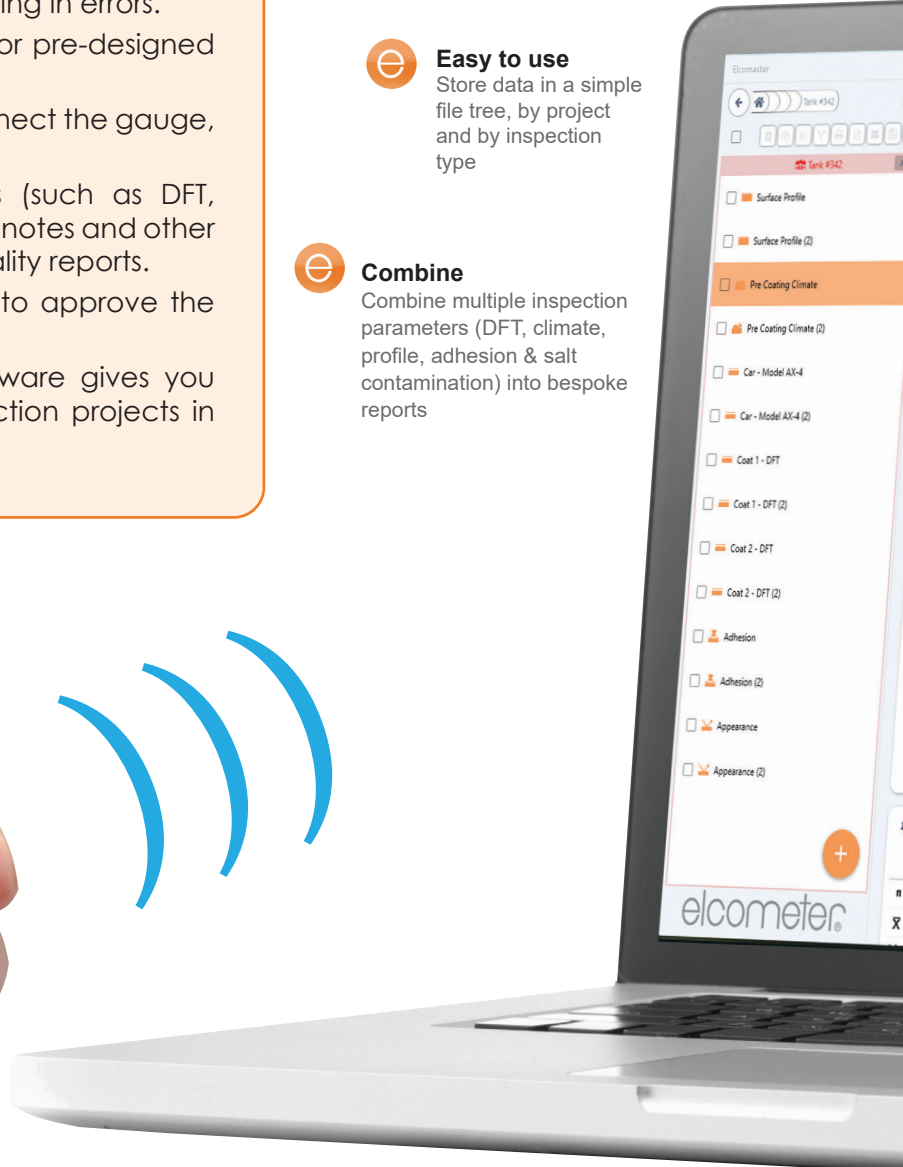 ing in errors.
or pre-designed
nect the gauge,
s (such as DFT,
notes and other
ality reports.
to approve the
ware gives you
ction projects in
Easy to use
Store data in a simple
file tree, by project
and by inspection
type
Combine
Combine multiple inspection
parameters (DFT, climate,
profile, adhesion & salt
contamination) into bespoke
reports
Elcomaster
Tank #342
Tank #342
Surface Profile
Surface Profile (2)
Pre Coating Climate
Pre Coating Climate (2)
Car - Model AX-4
Car - Model AX-4 (2)
Coat 1 - DFT
Coat 1 - DFT (2)
Coat 2 - DFT
Coat 2 - DFT (2)
Adhesion
Adhesion (2)
Appearance
Appearance (2)
+
n
x̄
elcometer®